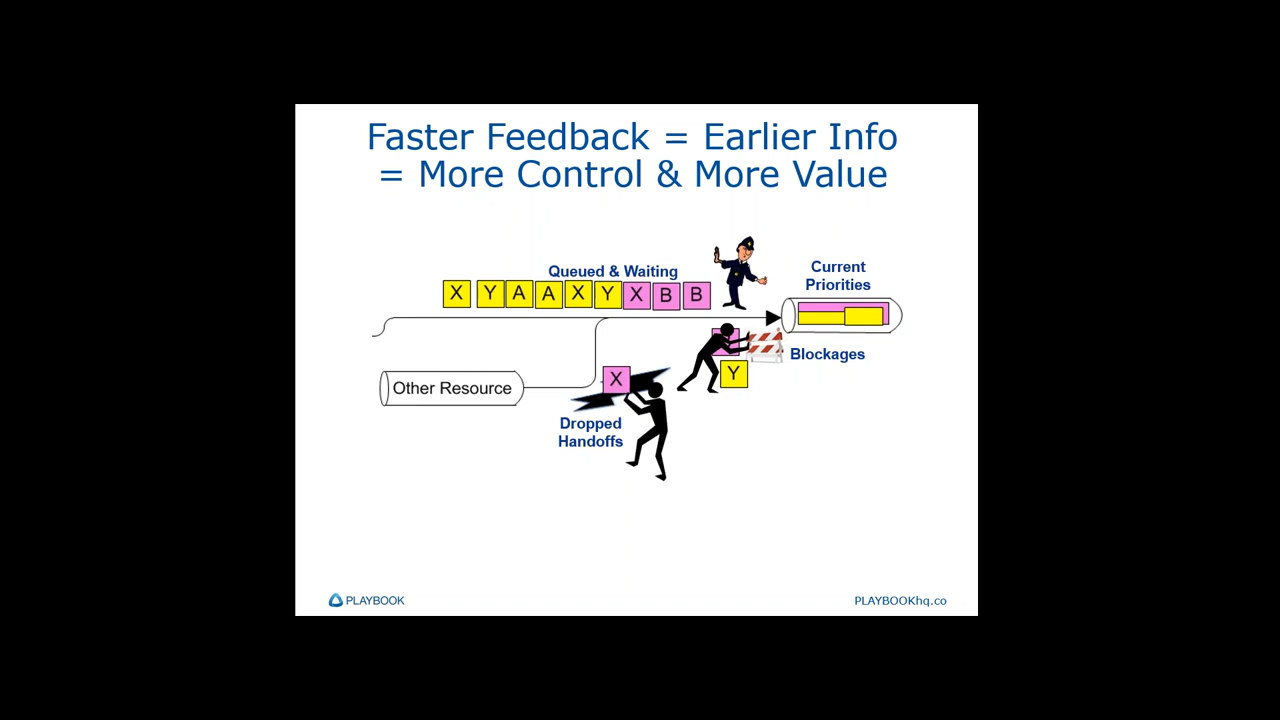 Faster Feedback = Earlier Info
= More Control & More Value
Queued & Waiting
Current
Priorities
X Y A A X Y X B B
Blockages
Y
X
Other Resource
Dropped
Handoffs
PLAYBOOK
PLAYBOOKhq.co